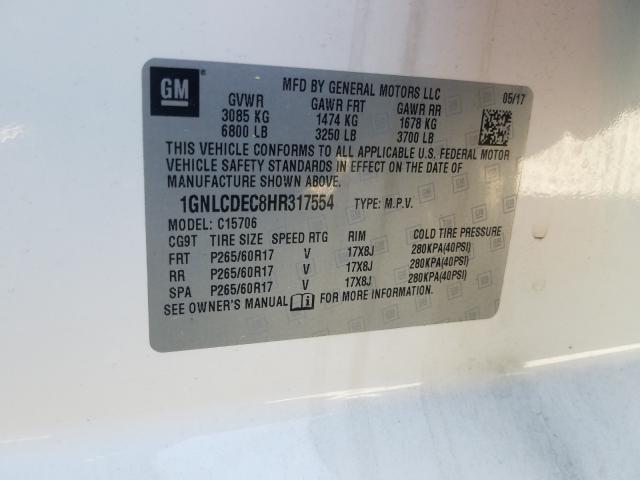 GM
MFD BY GENERAL MOTORS LLC 05/17
GVWR GAWR FRT GAWR RR
3085 KG 1474 KG 1678 KG
6800 LB 3250 LB 3700 LB
THIS VEHICLE CONFORMS TO ALL APPLICABLE U.S. FEDERAL MOTOR
VEHICLE SAFETY STANDARDS IN EFFECT ON THE DATE OF
MANUFACTURE SHOWN ABOVE.
1GNLCDEC8HR317554 TYPE: M.P.V.
MODEL: C15706
CG9T TIRE SIZE SPEED RTG RIM COLD TIRE PRESSURE
FRT P265/60R17 V 17X8J 280KPA(40PSI)
RR P265/60R17 V 17X8J 280KPA(40PSI)
SPA P265/60R17 V 17X8J 280KPA(40PSI)
SEE OWNER'S MANUAL FOR MORE INFORMATION.